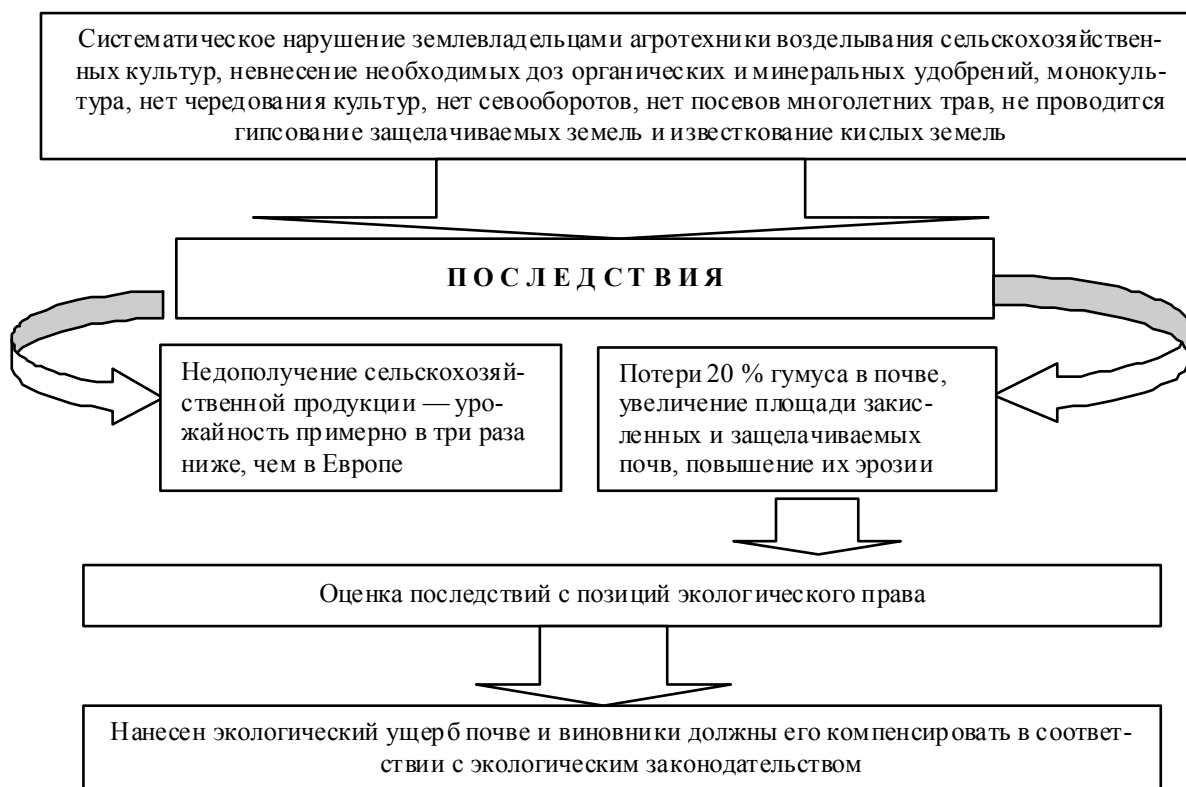 Систематическое нарушение землевладельцами агротехники возделывания сельскохозяйствен-
ных культур, невнесение необходимых доз органических и минеральных удобрений, монокуль-
тура, нет чередования культур, нет севооборотов, нет посевов многолетних трав, не проводится
гипсование защелачиваемых земель и известкование кислых земель
ПОСЛЕДСТВИЯ
Недополучение сельскохозяй-
ственной продукции — уро-
жайность примерно в три раза
ниже, чем в Европе
Потери 20 % гумуса в почве,
увеличение площади закис-
ленных и защелачиваемых
почв, повышение их эрозии
Оценка последствий с позиций экологического права
Нанесен экологический ущерб почве и виновники должны его компенсировать в соответ-
ствии с экологическим законодательством